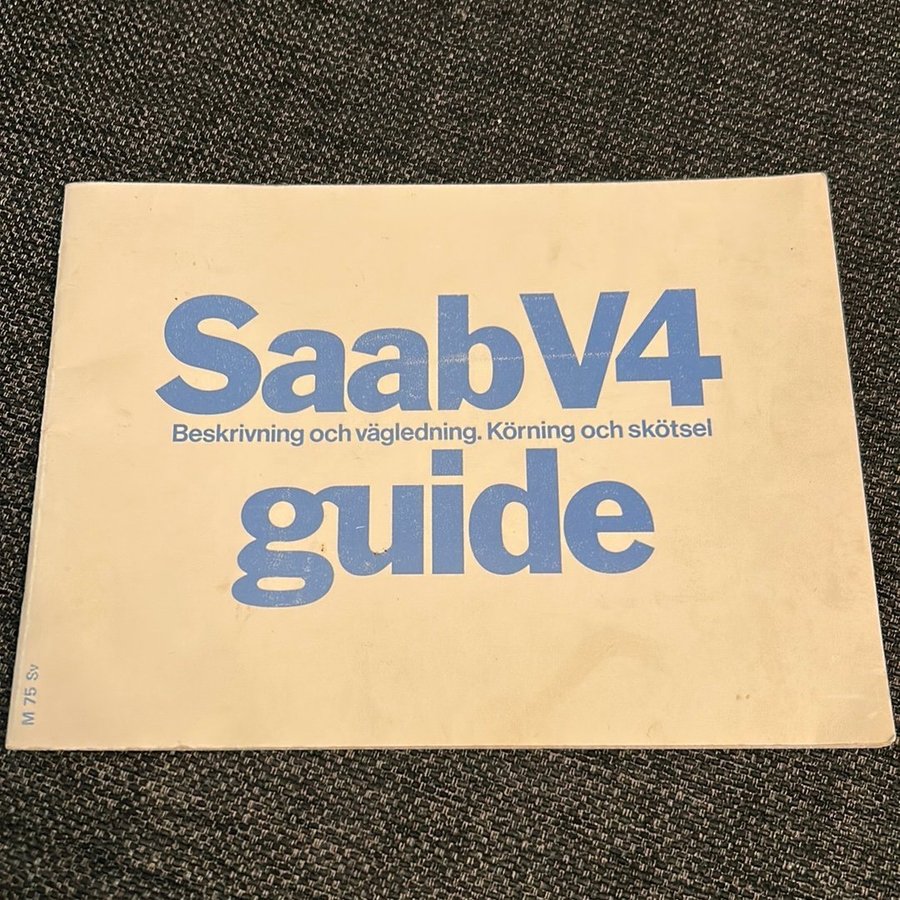 Saab V4
Beskrivning och vägledning. Körning och skötsel
guide
M 75 Sv